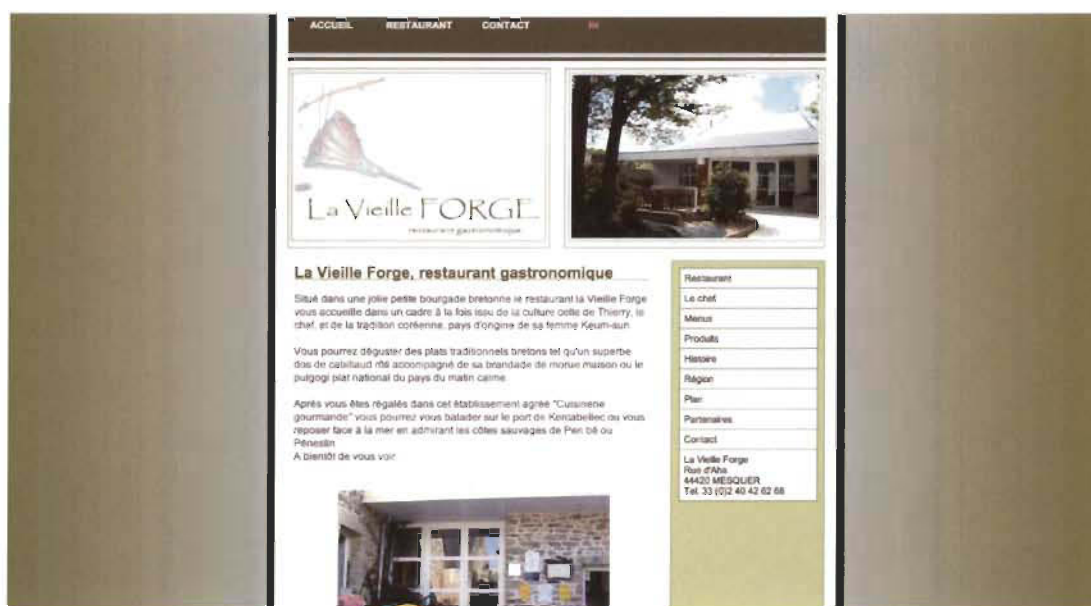 ACCUEIL RESTAURANT CONTACT
La Vieille FORGE
restaurant gastronomique
La Vieille Forge, restaurant gastronomique
Situé dans une jolie petite bourgade bretonne le restaurant la Vieille Forge
vous accueille dans un cadre à la fois issu de la culture celle de Thierry, le
chef, et de la tradition coréenne, pays d'origine de sa femme Keum-sun.
Vous pourrez déguster des plats traditionnels bretons tel qu'un superbe
dos de cabillaud rôti accompagné de sa brandade de morue maison ou le
pulgogi plat national du pays du matin calme.
Après vous êtes régalés dans cet établissement agréé "Cuisinerie
gourmande" vous pourrez vous balader sur le port de Kercabellec ou vous
reposer face à la mer en admirant les côtes sauvages de Pen bé ou
Pénestin
A bientôt de vous voir
Restaurant
Le chef
Menus
Produits
Histoire
Région
Plan
Partenaires
Contact
La Vieille Forge
Rue d'Aha
44420 MESQUER
Tel. 33 (0)2 40 42 62 68